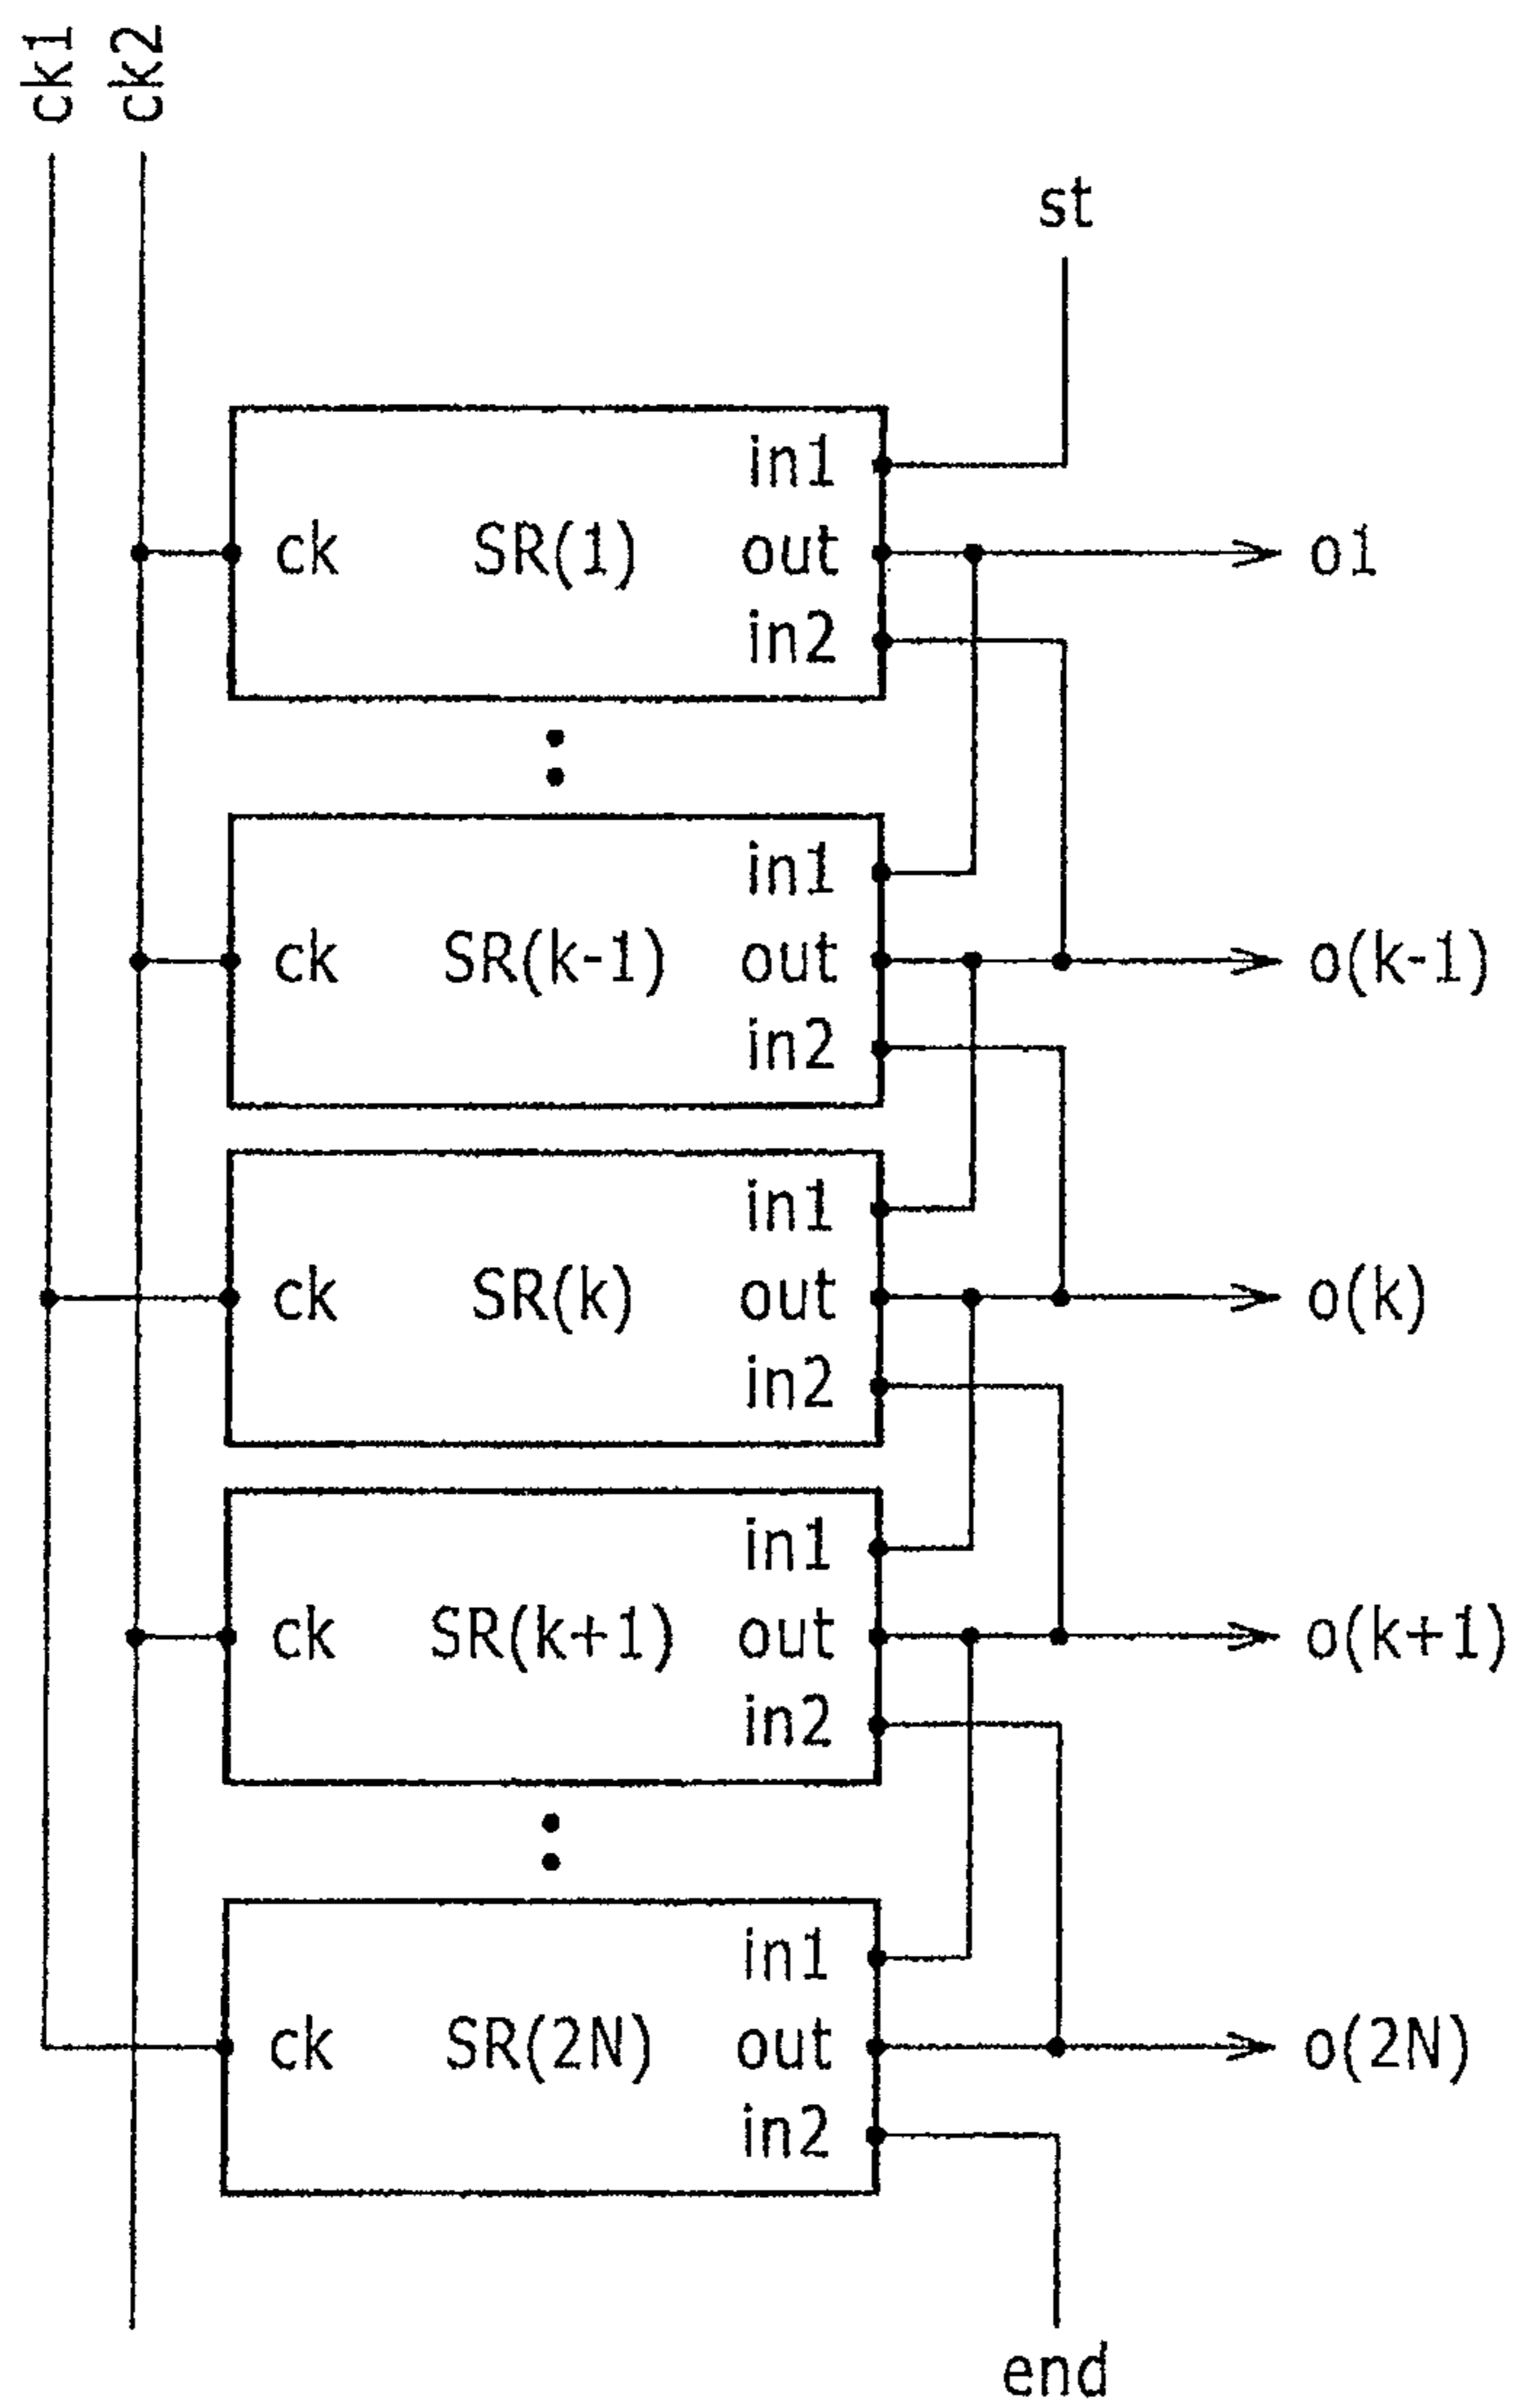 ck1
ck2
st
in1
ck SR(1) out
in2
o1
in1
ck SR(k-1) out
in2
o(k-1)
in1
ck SR(k) out
in2
o(k)
in1
ck SR(k+1) out
in2
o(k+1)
in1
ck SR(2N) out
in2
o(2N)
end